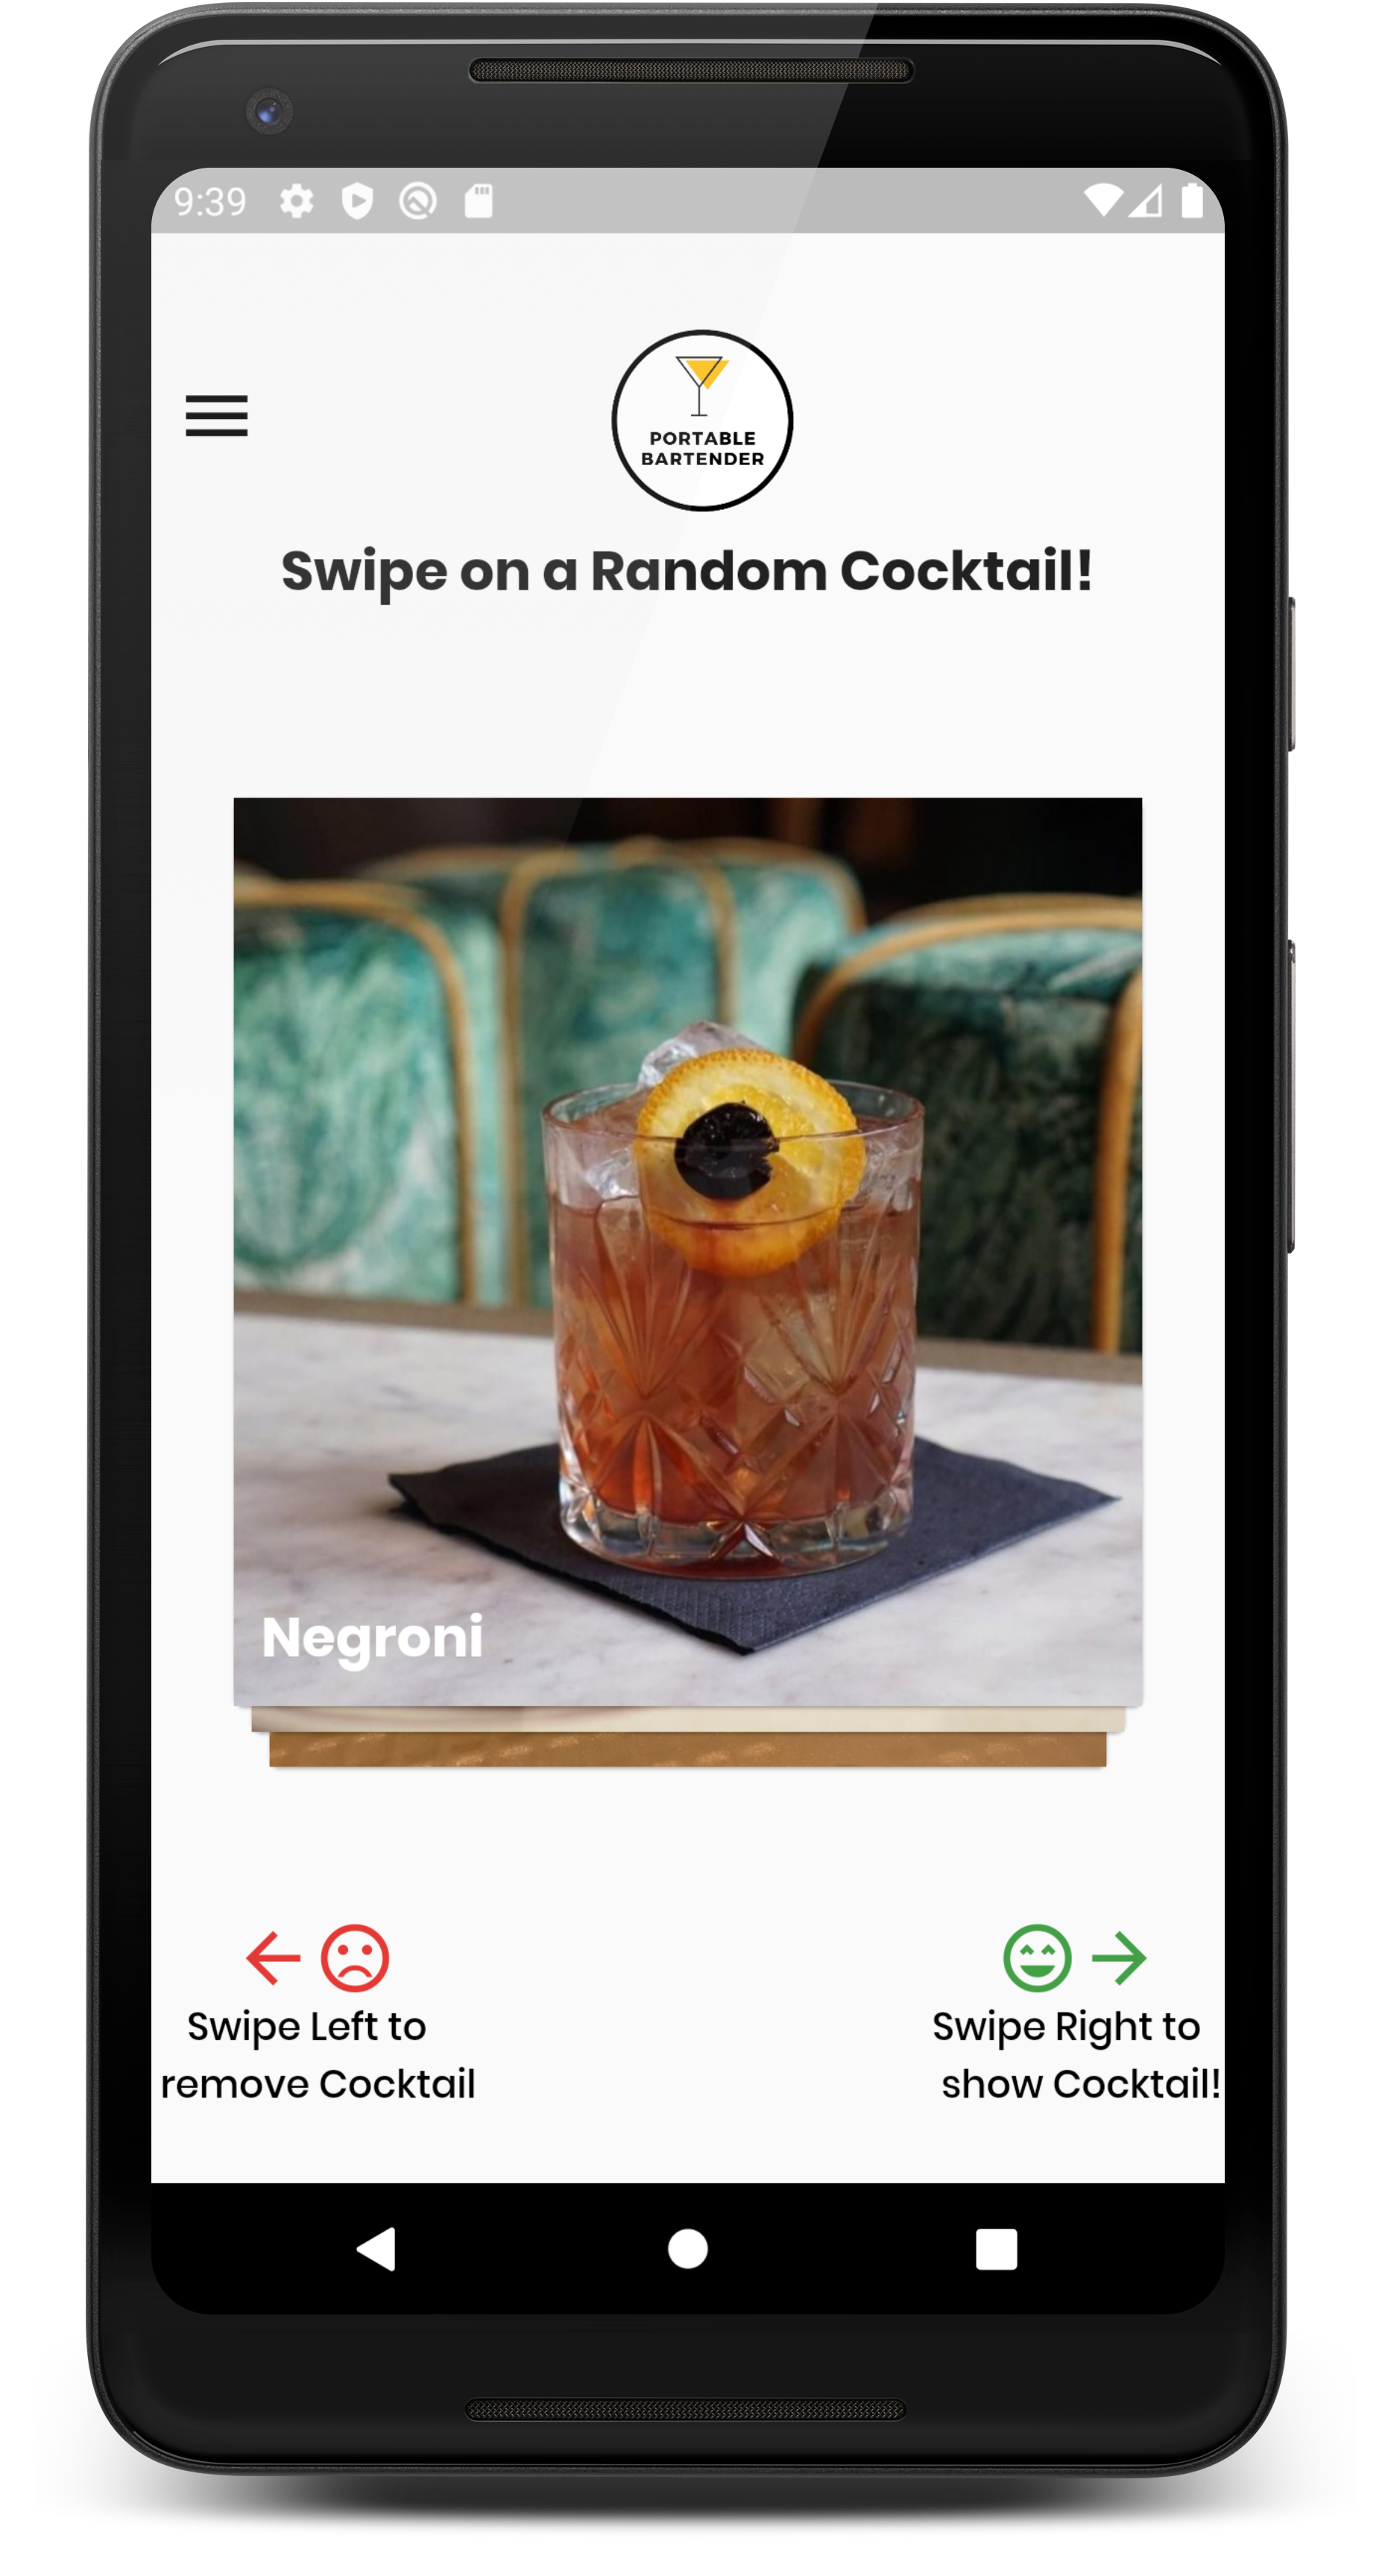 9:39
PORTABLE
BARTENDER
Swipe on a Random Cocktail!
Negroni
Swipe Left to
remove Cocktail
Swipe Right to
show Cocktail!